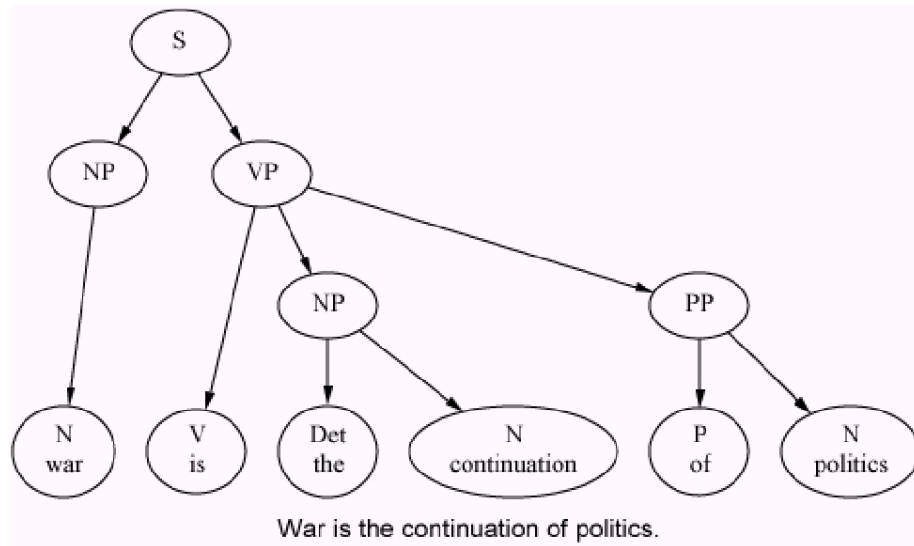 S
NP VP
NP PP
N V Det N P N
war is the continuation of politics
War is the continuation of politics.